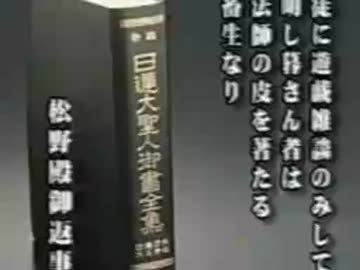 徒に遊戯雑談のみして
明し暮さん者は
法師の皮を著たる
畜生なり
日蓮大聖人御書全集
松野殿御返事